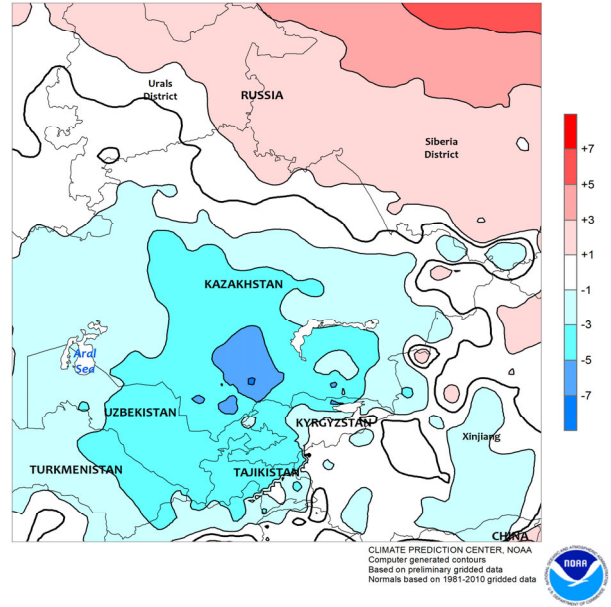 Urals
District
RUSSIA
Siberia
District
KAZAKHSTAN
Aral
Sea
UZBEKISTAN
KYRGYZSTAN
Xinjiang
TURKMENISTAN
TAJIKISTAN
CHINA
+7
+5
+3
+1
-1
-3
-5
-7
CLIMATE PREDICTION CENTER, NOAA
Computer generated contours
Based on preliminary gridded data
Normals based on 1981-2010 gridded data
NOAA